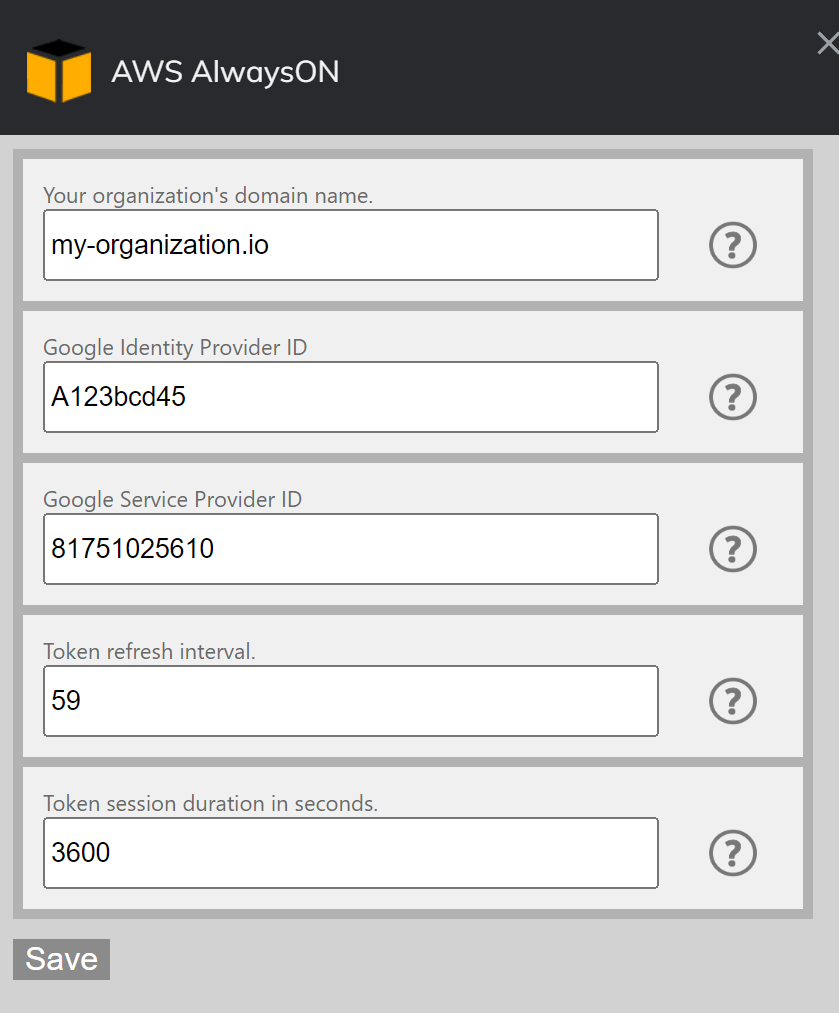 AWS AlwaysON
Your organization's domain name.
my-organization.io
?
Google Identity Provider ID
A123bcd45
?
Google Service Provider ID
81751025610
?
Token refresh interval.
59
?
Token session duration in seconds.
3600
?
Save